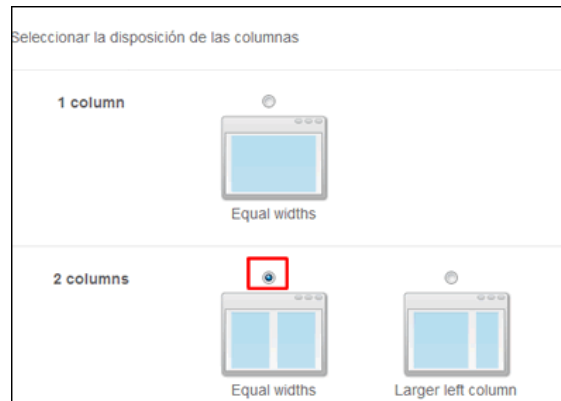 Seleccionar la disposición de las columnas
1 column
Equal widths
2 columns
Equal widths
Larger left column